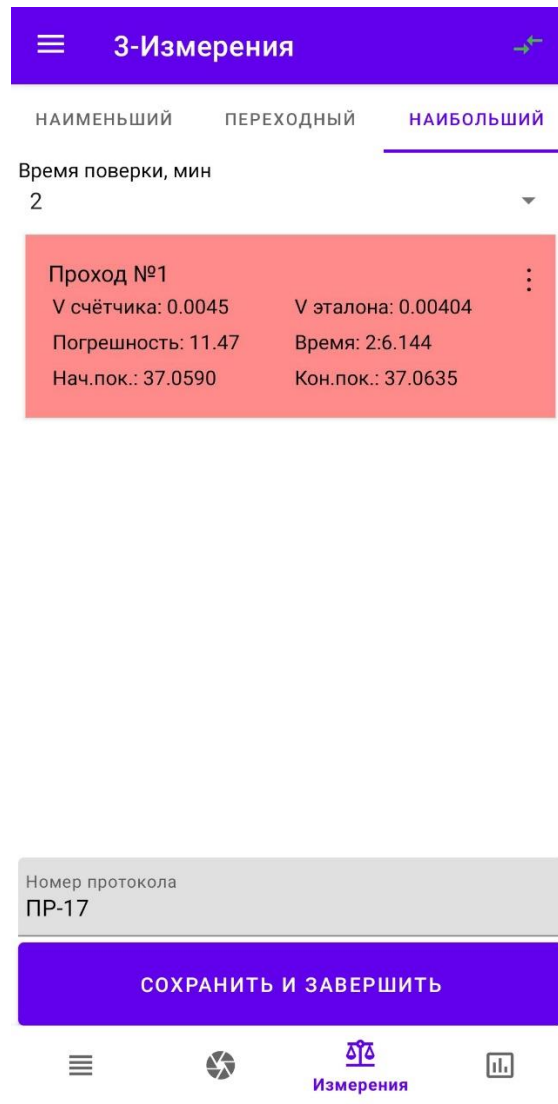 3-Измерения
НАИМЕНЬШИЙ ПЕРЕХОДНЫЙ НАИБОЛЬШИЙ
Время поверки, мин
2
Проход №1
V счётчика: 0.0045 V эталона: 0.00404
Погрешность: 11.47 Время: 2:6.144
Нач.пок.: 37.0590 Кон.пок.: 37.0635
Номер протокола
ПР-17
СОХРАНИТЬ И ЗАВЕРШИТЬ
Измерения